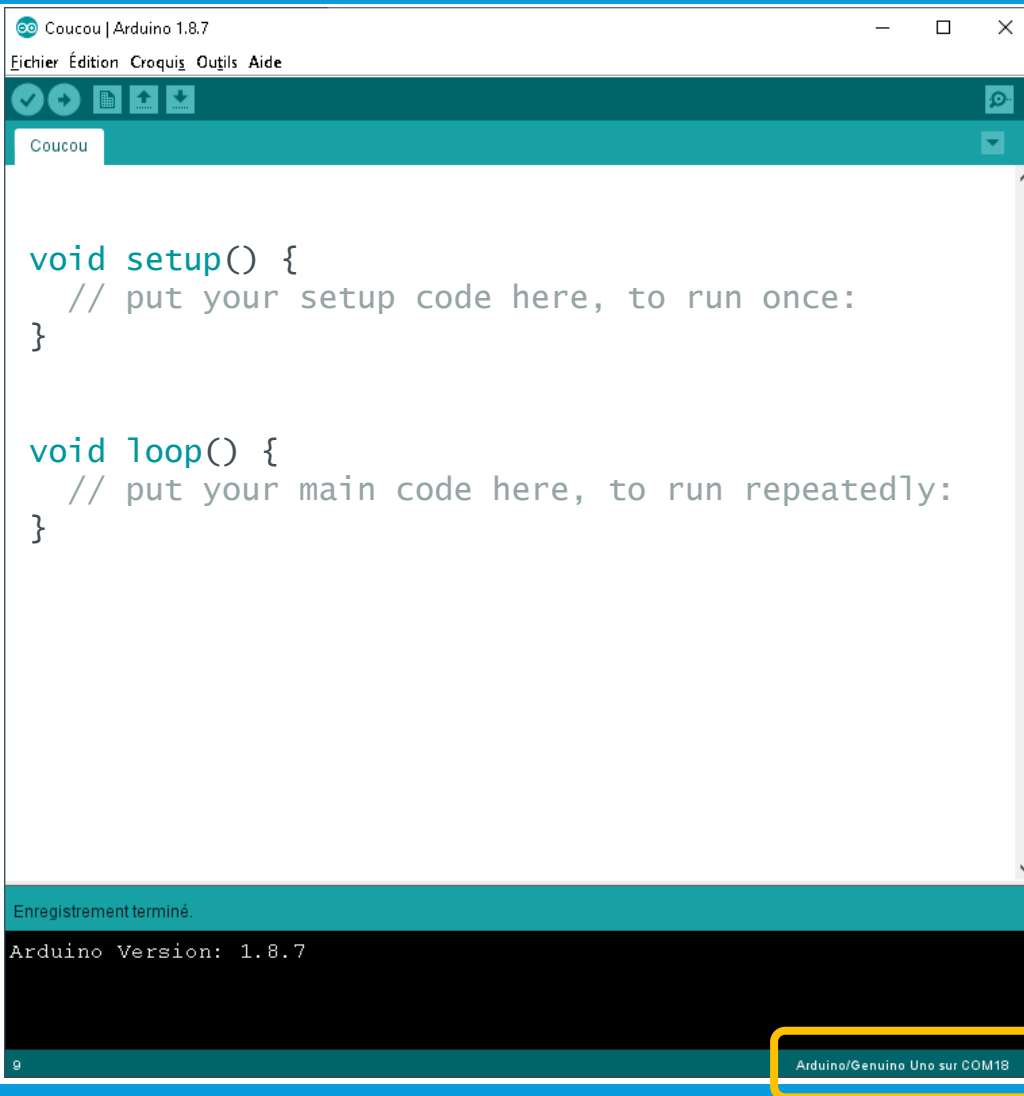 Coucou | Arduino 1.8.7
Fichier Édition Croquis Outils Aide
Coucou
void setup() {
// put your setup code here, to run once:
}
void loop() {
// put your main code here, to run repeatedly:
}
Enregistrement terminé.
Arduino Version: 1.8.7
9 Arduino/Genuino Uno sur COM18